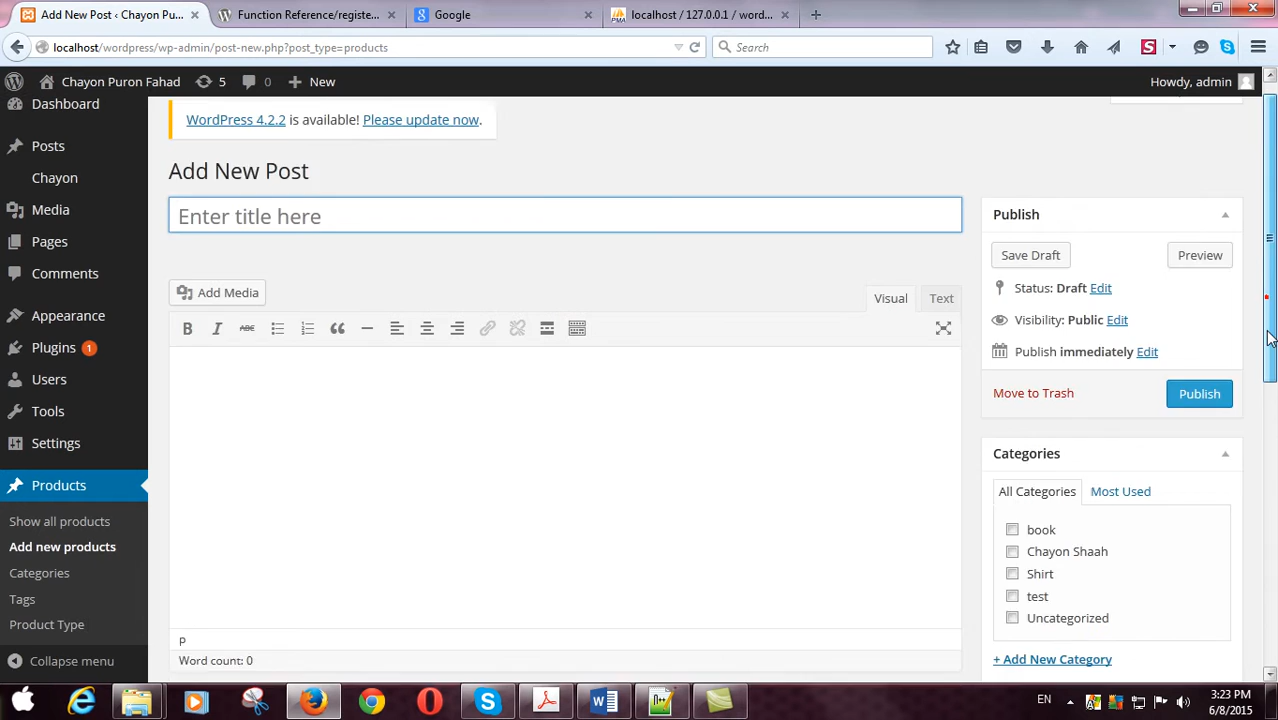 Add New Post ‹ Chayon Pu... ×
Function Reference/registe... ×
Google ×
localhost / 127.0.0.1 / word... ×
localhost/wordpress/wp-admin/post-new.php?post_type=products
Search
Chayon Puron Fahad
5
0
New
Howdy, admin
Dashboard
Posts
Chayon
Media
Pages
Comments
Appearance
Plugins 1
Users
Tools
Settings
Products
Show all products
Add new products
Categories
Tags
Product Type
Collapse menu
WordPress 4.2.2 is available! Please update now.
Add New Post
Enter title here
Add Media
Visual
Text
B I ABC
p
Word count: 0
Publish
Save Draft
Preview
Status: Draft Edit
Visibility: Public Edit
Publish immediately Edit
Move to Trash
Publish
Categories
All Categories
Most Used
book
Chayon Shaah
Shirt
test
Uncategorized
+ Add New Category
EN
3:23 PM
6/8/2015